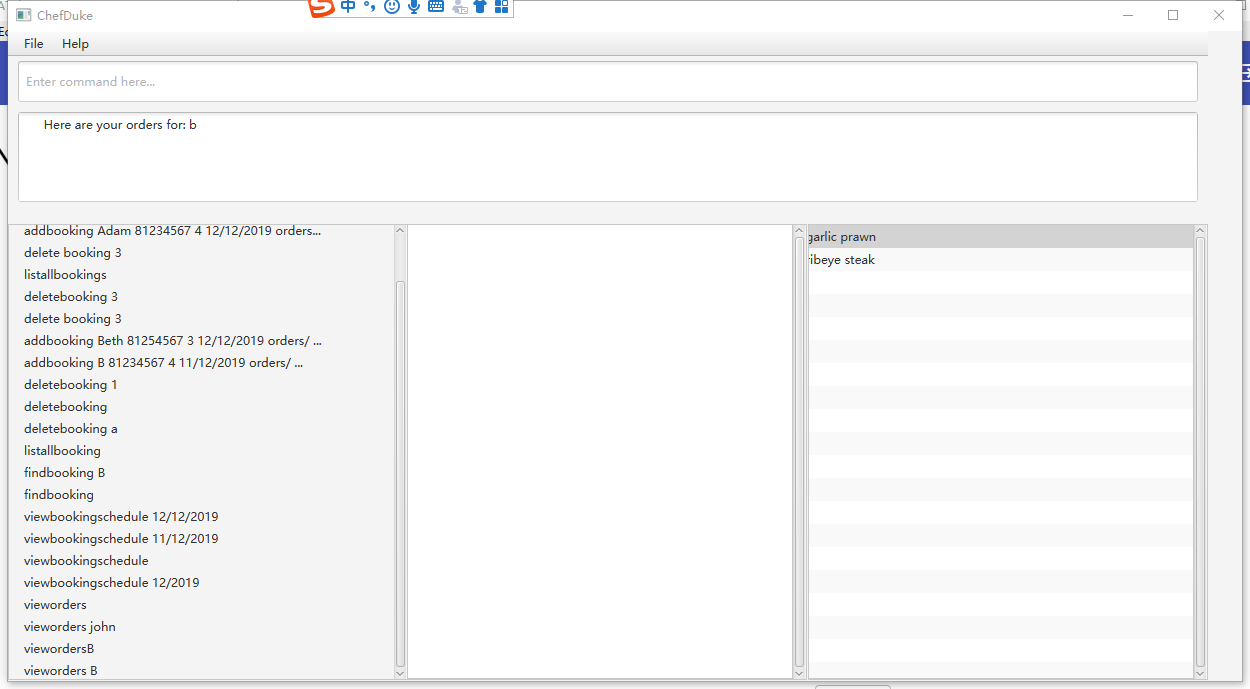 ChefDuke
File Help
Enter command here...
Here are your orders for: b
addbooking Adam 81234567 4 12/12/2019 orders...
delete booking 3
listallbookings
deletebooking 3
delete booking 3
addbooking Beth 81254567 3 12/12/2019 orders/ ...
addbooking B 81234567 4 11/12/2019 orders/ ...
deletebooking 1
deletebooking
deletebooking a
listallbooking
findbooking B
findbooking
viewbookingschedule 12/12/2019
viewbookingschedule 11/12/2019
viewbookingschedule
viewbookingschedule 12/2019
vieworders
vieworders john
viewordersB
vieworders B
garlic prawn
ribeye steak
中